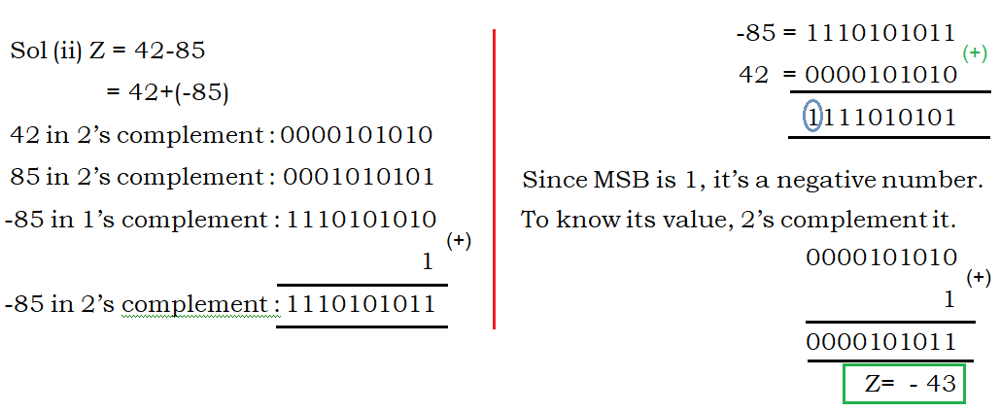 Sol (ii) Z = 42-85
= 42+(-85)
42 in 2’s complement : 0000101010
85 in 2’s complement : 0001010101
-85 in 1’s complement : 1110101010
(+)
1
-85 in 2’s complement : 1110101011
-85 = 1110101011
(+)
42 = 0000101010
1111010101
Since MSB is 1, it’s a negative number.
To know its value, 2’s complement it.
0000101010
(+)
1
0000101011
Z= - 43